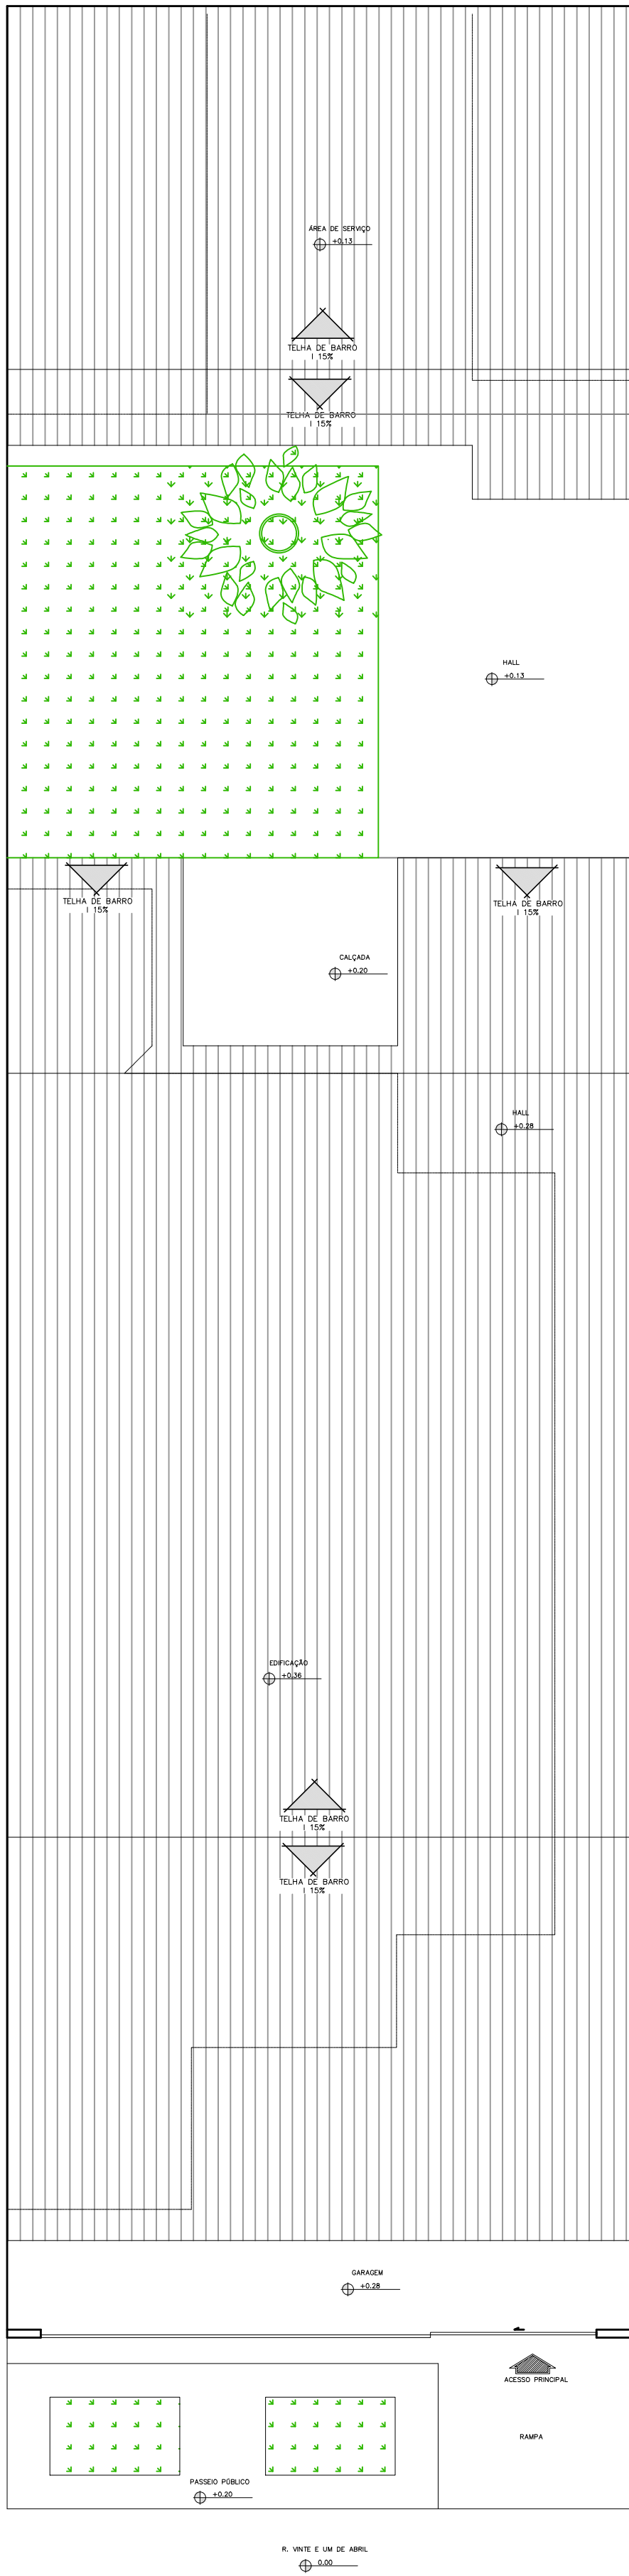 ÁREA DE SERVIÇO
+0.13
TELHA DE BARRO
I 15%
TELHA DE BARRO
I 15%
HALL
+0.13
TELHA DE BARRO
I 15%
TELHA DE BARRO
I 15%
CALÇADA
+0.20
HALL
+0.28
EDIFICAÇÃO
+0.36
TELHA DE BARRO
I 15%
TELHA DE BARRO
I 15%
GARAGEM
+0.28
ACESSO PRINCIPAL
RAMPA
PASSEIO PÚBLICO
+0.20
R. VINTE E UM DE ABRIL
0.00